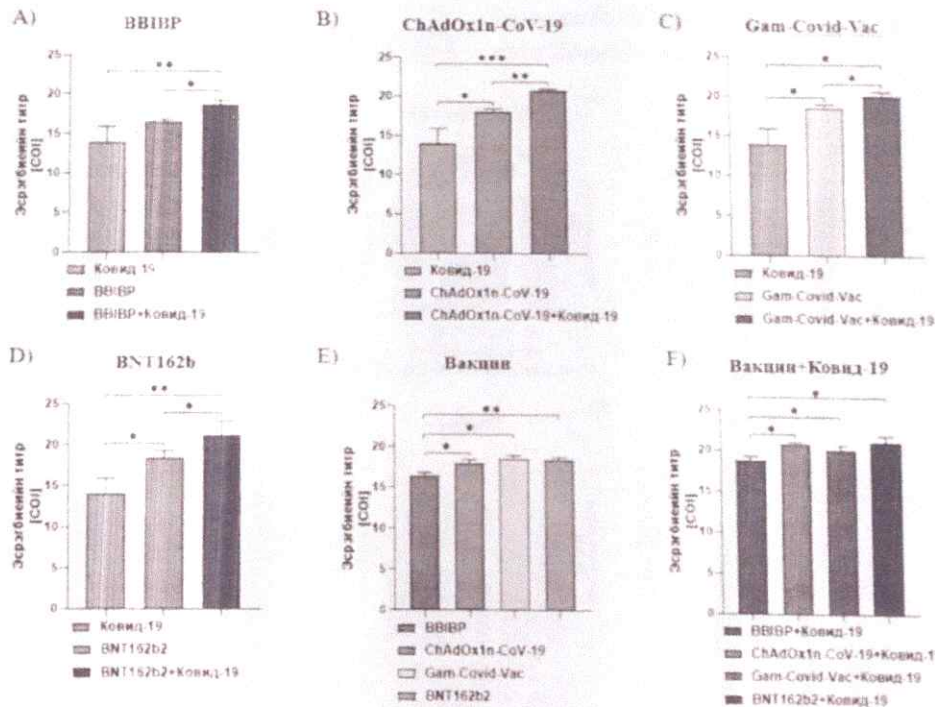 A)
BBIBP
Эсрэгбиеийн титр
[COI]
25
20
15
10
5
0
**
*
Ковид-19
BBIBP
BBIBP+Ковид-19
B)
ChAdOx1n-CoV-19
Эсрэгбиеийн титр
[COI]
25
20
15
10
5
0
***
**
*
Ковид-19
ChAdOx1n-CoV-19
ChAdOx1n-CoV-19+Ковид-19
C)
Gam-Covid-Vac
Эсрэгбиеийн титр
[COI]
25
20
15
10
5
0
*
*
*
Ковид-19
Gam-Covid-Vac
Gam-Covid-Vac+Ковид-19
D)
BNT162b
Эсрэгбиеийн титр
[COI]
25
20
15
10
5
0
**
*
*
Ковид-19
BNT162b2
BNT162b2+Ковид-19
E)
Вакцин
Эсрэгбиеийн титр
[COI]
25
20
15
10
5
0
**
*
*
BBIBP
ChAdOx1n-CoV-19
Gam-Covid-Vac
BNT162b2
F)
Вакцин+Ковид-19
Эсрэгбиеийн титр
[COI]
25
20
15
10
5
0
*
*
*
BBIBP+Ковид-19
ChAdOx1n-CoV-19+Ковид-1
Gam-Covid-Vac+Ковид-19
BNT162b2+Ковид-19